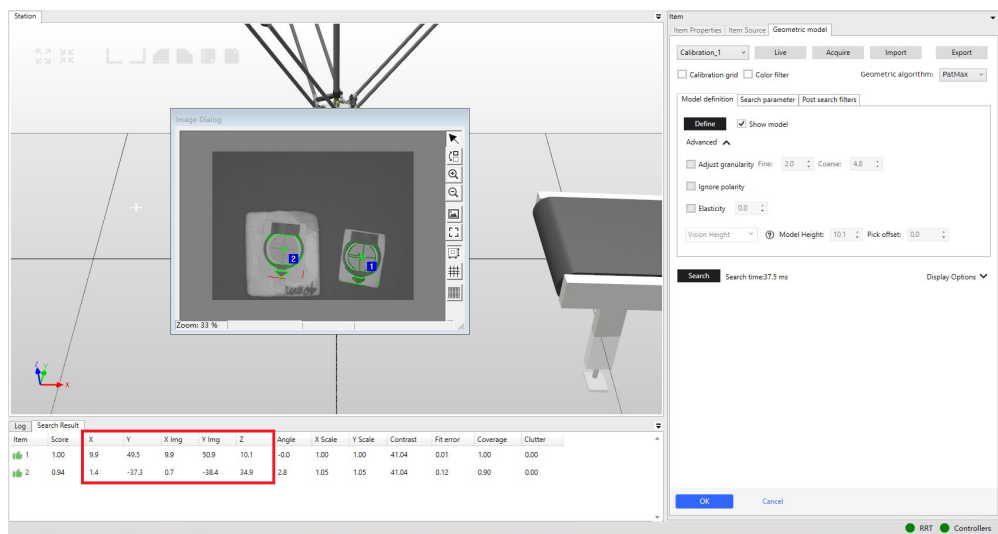 Station
Item
Item Properties Item Source Geometric model
Calibration_1 Live Acquire Import Export
Calibration grid Color filter Geometric algorithm: PatMax
Model definition Search parameter Post search filters
Define Show model
Advanced
Adjust granularity Fine: 2.0 Coarse: 4.8
Ignore polarity
Elasticity 0.0
Vision Height Model Height: 10.1 Pick offset: 0.0
Search Search time:37.5 ms Display Options
OK Cancel
Image Dialog
2
1
Zoom: 33 %
Z Y
X
Log Search Result
Item Score X Y X Img Y Img Z Angle X Scale Y Scale Contrast Fit error Coverage Clutter
1 1.00 9.9 49.5 9.9 50.9 10.1 -0.0 1.00 1.00 41.04 0.01 1.00 0.00
2 0.94 1.4 -37.3 0.7 -38.4 34.9 2.8 1.05 1.05 41.04 0.12 0.90 0.00
RRT Controllers